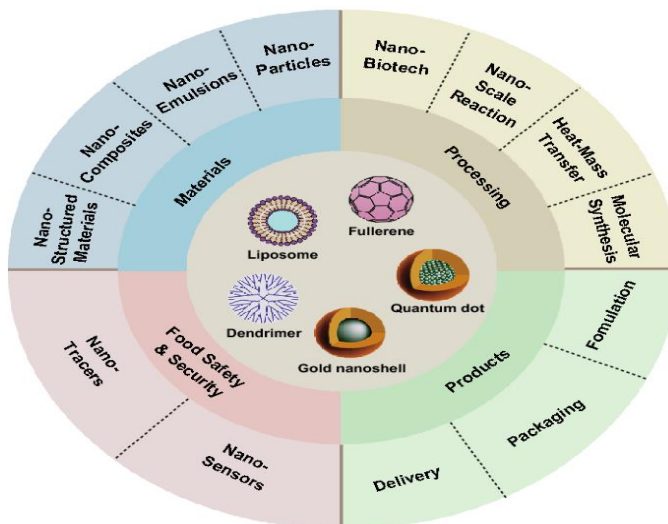 Nano-
Particles
Nano-
Emulsions
Nano-
Composites
Nano-
Structured
Materials
Materials
Nano-
Biotech
Nano-
Scale
Reaction
Heat-Mass
Transfer
Molecular
Synthesis
Processing
Liposome
Fullerene
Quantum dot
Dendrimer
Gold nanoshell
Food Safety
& Security
Nano-
Tracers
Nano-
Sensors
Products
Fomulation
Packaging
Delivery